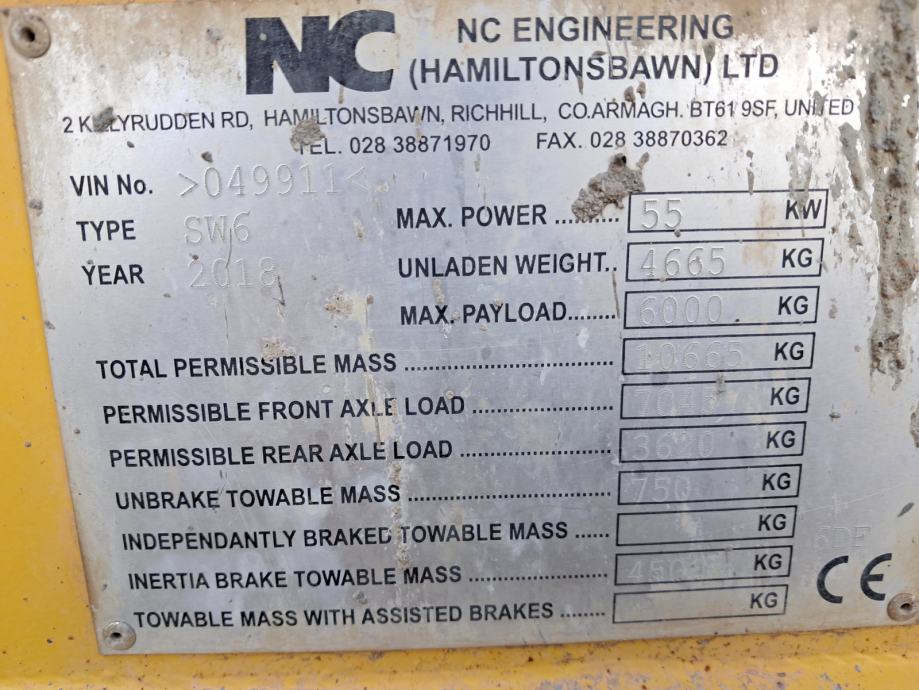 NC
NC ENGINEERING
(HAMILTONSBAWN) LTD
RD, HAMILTONSBAWN, RICHHILL, CO.ARMAGH. BT61 9SF, UNITED
TEL. 028 38871970 FAX. 028 38870362
VIN No. >049911<
TYPE SW6
YEAR 2018
MAX. POWER .......... 55 KW
UNLADEN WEIGHT.. 4665 KG
MAX. PAYLOAD....... 6000 KG
TOTAL PERMISSIBLE MASS .............................. 10665 KG
PERMISSIBLE FRONT AXLE LOAD .................... KG
PERMISSIBLE REAR AXLE LOAD ...................... 3620 KG
UNBRAKE TOWABLE MASS ............................. 750 KG
INDEPENDANTLY BRAKED TOWABLE MASS ...... KG
INERTIA BRAKE TOWABLE MASS .................... KG
TOWABLE MASS WITH ASSISTED BRAKES ........ KG
CE